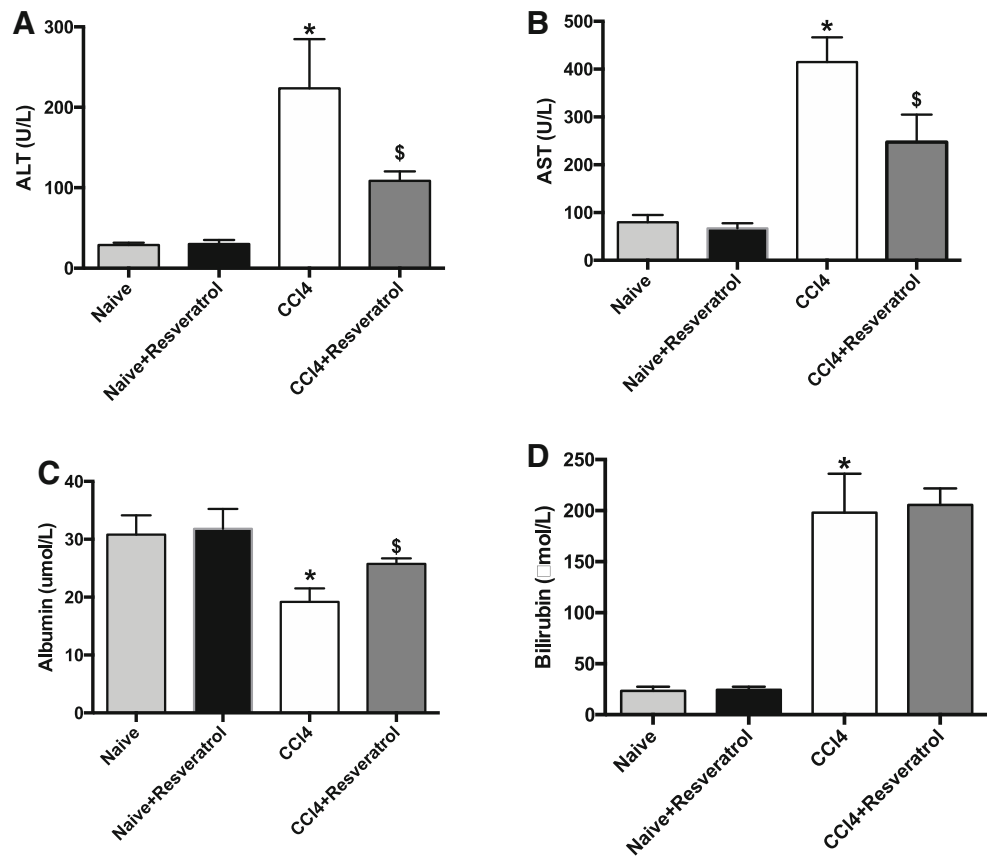 A
ALT (U/L)
300
200
100
0
*
$
Naive
Naive+Resveratrol
CCl4
CCl4+Resveratrol
B
AST (U/L)
500
400
300
200
100
0
*
$
Naive
Naive+Resveratrol
CCl4
CCl4+Resveratrol
C
Albumin (umol/L)
40
30
20
10
0
*
$
Naive
Naive+Resveratrol
CCl4
CCl4+Resveratrol
D
Bilirubin (□mol/L)
250
200
150
100
50
0
*
Naive
Naive+Resveratrol
CCl4
CCl4+Resveratrol